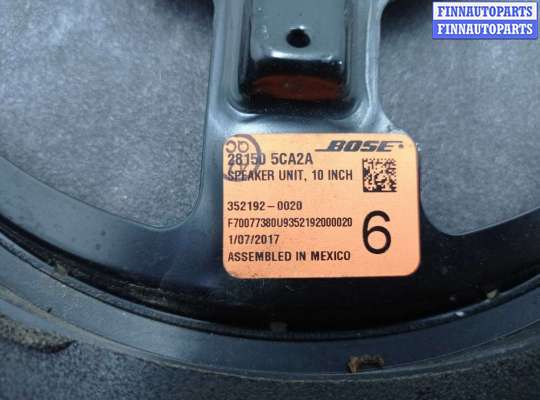 FINNAUTOPARTS
FINNAUTOPARTS
BOSE
28150 5CA2A
SPEAKER UNIT, 10 INCH
352192-0020
F70077380U9352192000020
6
1/07/2017
ASSEMBLED IN MEXICO